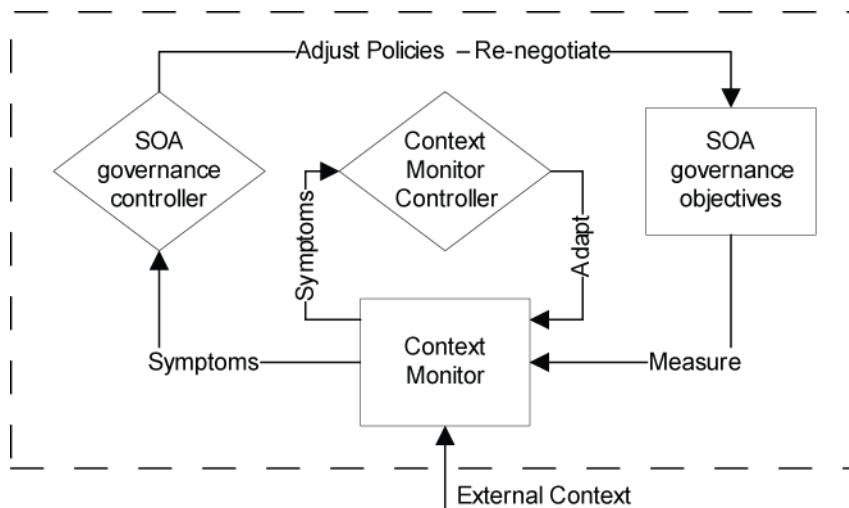 Adjust Policies – Re-negotiate
SOA
governance
controller
Context
Monitor
Controller
SOA
governance
objectives
Symptoms
Adapt
Symptoms
Context
Monitor
Measure
External Context